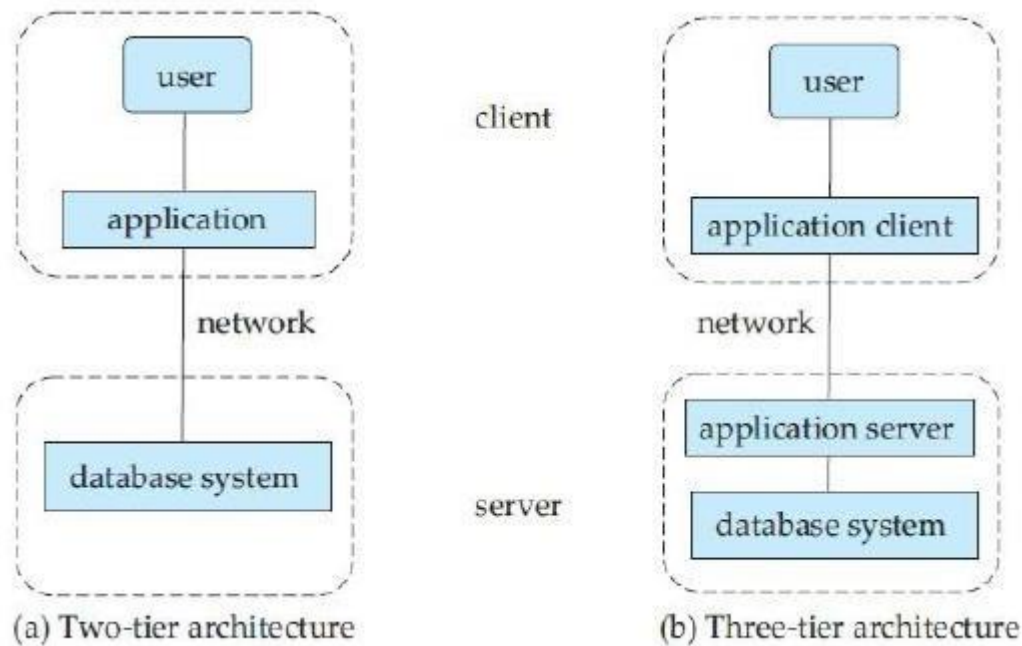 user
application
network
database system
(a) Two-tier architecture
client
server
user
application client
network
application server
database system
(b) Three-tier architecture